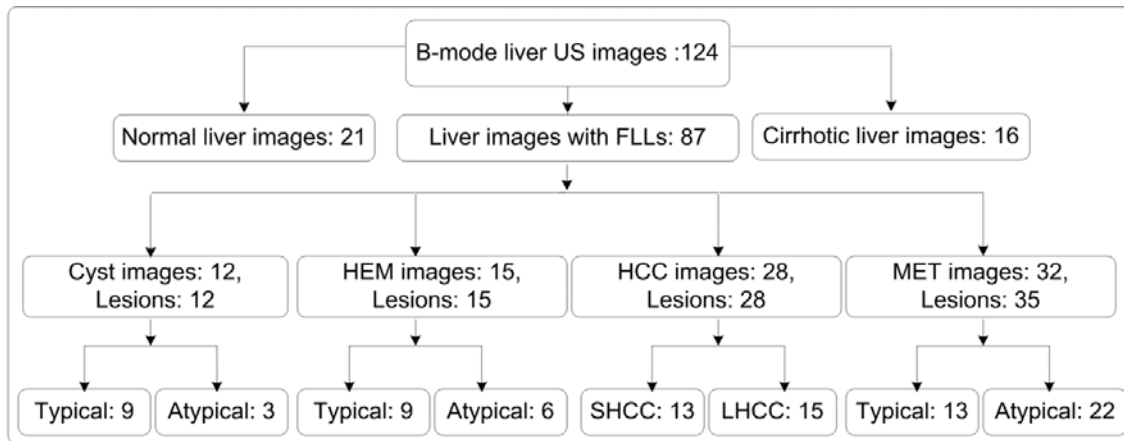 B-mode liver US images :124
Normal liver images: 21
Liver images with FLLs: 87
Cirrhotic liver images: 16
Cyst images: 12,
Lesions: 12
HEM images: 15,
Lesions: 15
HCC images: 28,
Lesions: 28
MET images: 32,
Lesions: 35
Typical: 9
Atypical: 3
Typical: 9
Atypical: 6
SHCC: 13
LHCC: 15
Typical: 13
Atypical: 22